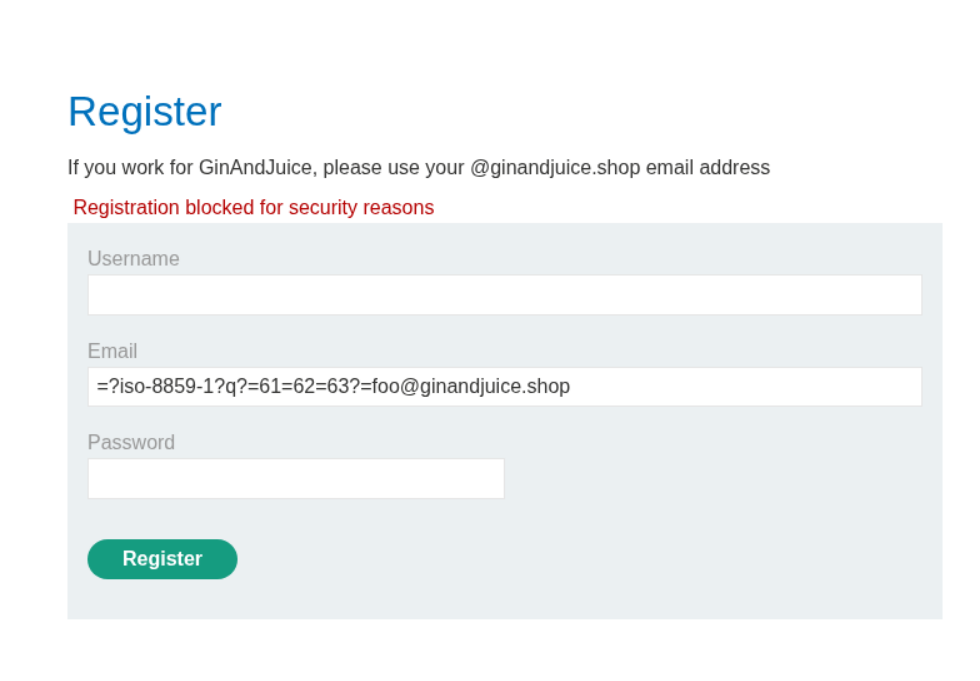 Register
If you work for GinAndJuice, please use your @ginandjuice.shop email address
Registration blocked for security reasons
Username
Email
=?iso-8859-1?q?=61=62=63?=foo@ginandjuice.shop
Password
Register